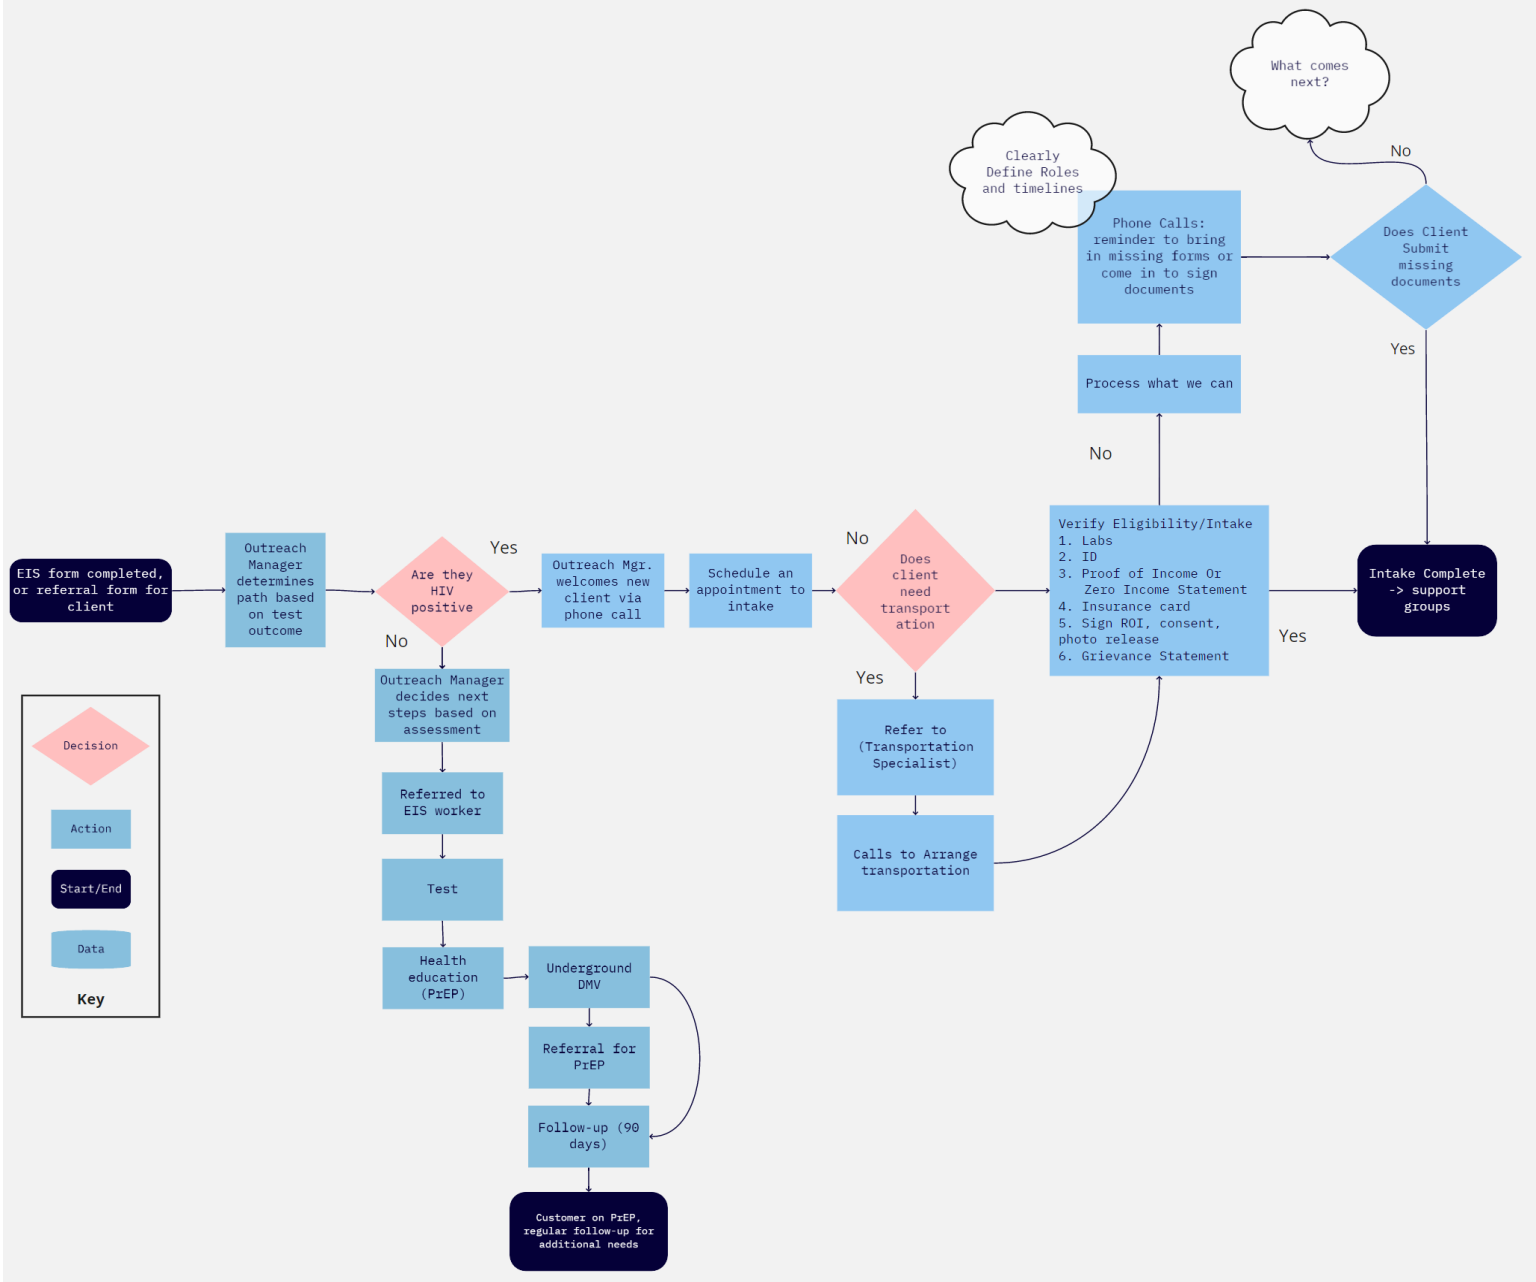 What comes
next?
No
Clearly
Define Roles
and timelines
Phone Calls:
reminder to bring
in missing forms or
come in to sign
documents
Does Client
Submit
missing
documents
Yes
Process what we can
No
EIS form completed,
or referral form for
client
Outreach
Manager
determines
path based
on test
outcome
Are they
HIV
positive
Yes
No
Outreach Mgr.
welcomes new
client via
phone call
Schedule an
appointment to
intake
No
Does
client
need
transport
ation
Yes
Verify Eligibility/Intake
1. Labs
2. ID
3. Proof of Income Or
Zero Income Statement
4. Insurance card
5. Sign ROI, consent,
photo release
6. Grievance Statement
Yes
Intake Complete
-> support
groups
Outreach Manager
decides next
steps based on
assessment
Referred to
EIS worker
Test
Health
education
(PrEP)
Underground
DMV
Referral for
PrEP
Follow-up (90
days)
Customer on PrEP,
regular follow-up for
additional needs
Refer to
(Transportation
Specialist)
Calls to Arrange
transportation
Decision
Action
Start/End
Data
Key